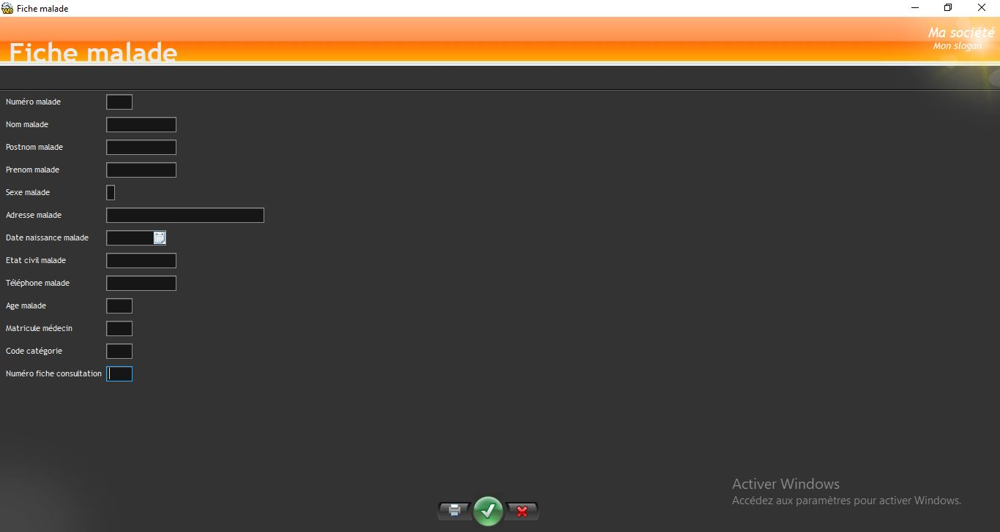 Fiche malade
Ma société
Fiche malade
Mon slogan
Numéro malade
Nom malade
Postnom malade
Prenom malade
Sexe malade
Adresse malade
Date naissance malade
Etat civil malade
Téléphone malade
Age malade
Matricule médecin
Code catégorie
Numéro fiche consultation
Activer Windows
Accédez aux paramètres pour activer Windows.